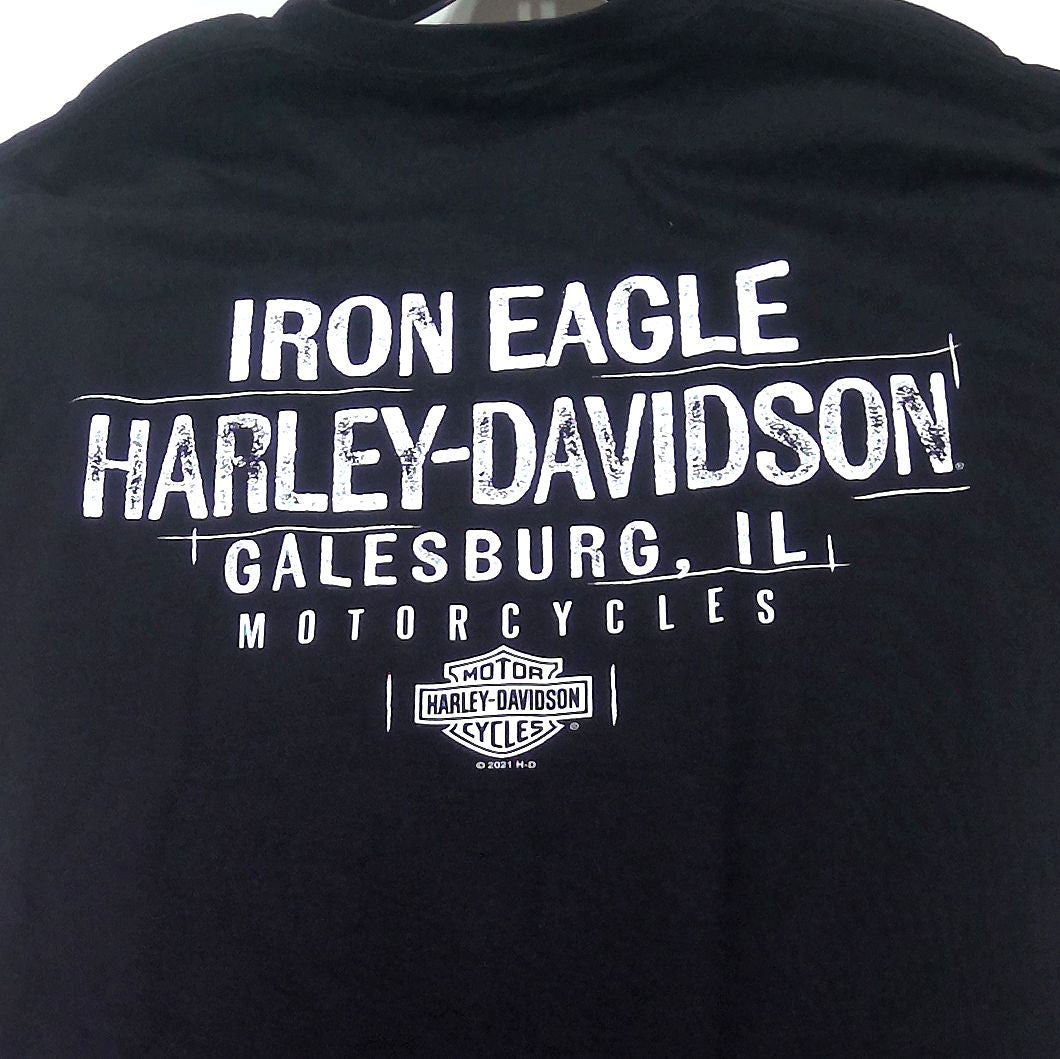 IRON EAGLE
HARLEY-DAVIDSON®
GALESBURG, IL
MOTORCYCLES
MOTOR
HARLEY-DAVIDSON
CYCLES®
© 2021 H-D